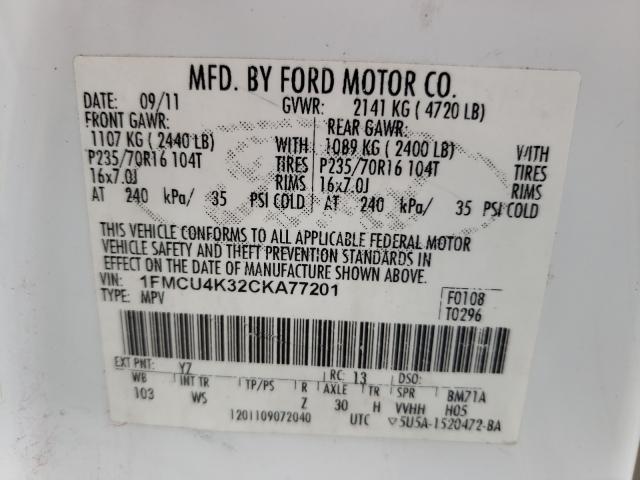 MFD. BY FORD MOTOR CO.
DATE: 09/11 GVWR: 2141 KG ( 4720 LB)
FRONT GAWR: REAR GAWR:
1107 KG ( 2440 LB) WITH 1089 KG ( 2400 LB) WITH
P235/70R16 104T TIRES P235/70R16 104T TIRES
16x7.0J RIMS 16x7.0J RIMS
AT 240 kPa/ 35 PSI COLD AT 240 kPa/ 35 PSI COLD
THIS VEHICLE CONFORMS TO ALL APPLICABLE FEDERAL MOTOR
VEHICLE SAFETY AND THEFT PREVENTION STANDARDS IN
EFFECT ON THE DATE OF MANUFACTURE SHOWN ABOVE.
VIN: 1FMCU4K32CKA77201 F0108
TYPE: MPV T0296
EXT PNT: YZ RC: 13 DSO:
WB INT TR TP/PS R AXLE TR SPR BM71A
103 WS Z 30 H VVHH H05
1201109072040 UTC 5U5A-1520472-BA